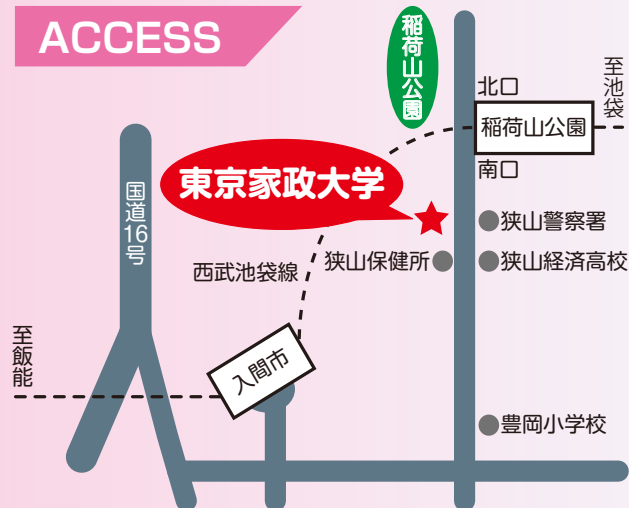 ACCESS
稲荷山公園
至池袋
北口
稲荷山公園
南口
東京家政大学
国道16号
狭山警察署
狭山保健所
狭山経済高校
西武池袋線
至飯能
入間市
豊岡小学校